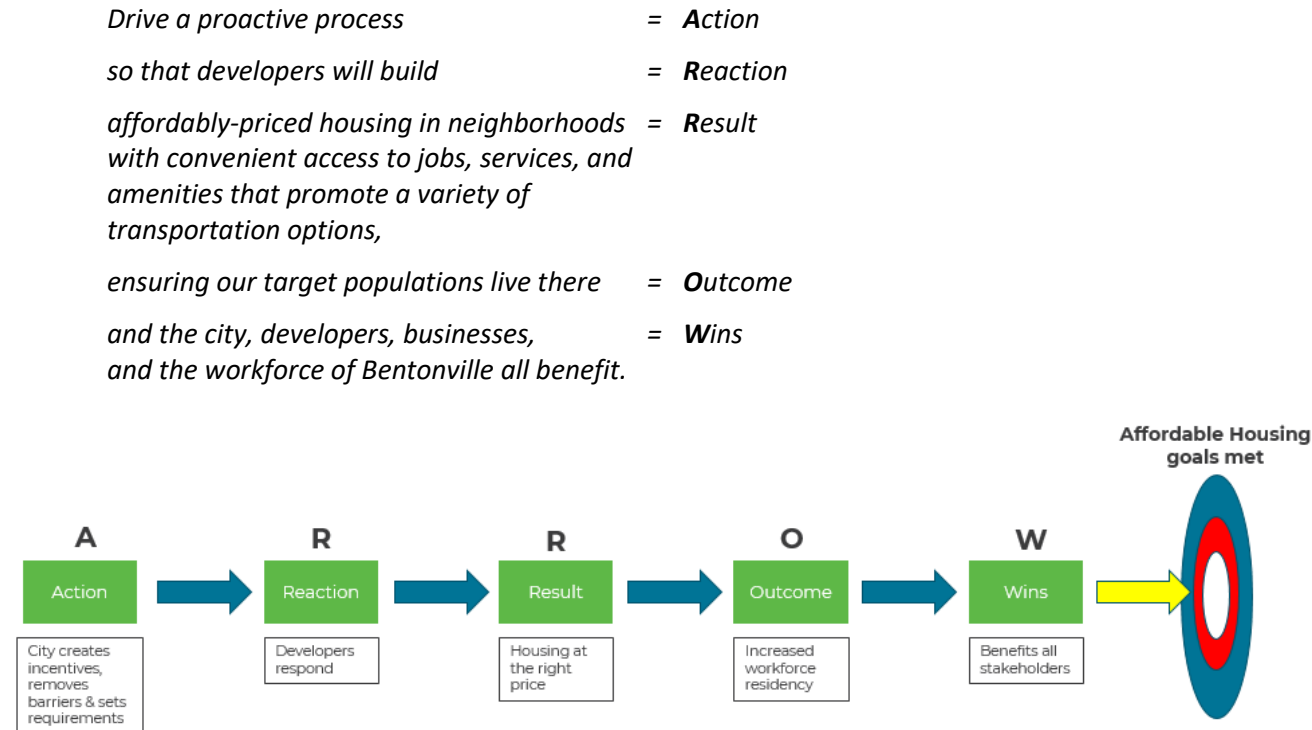 Drive a proactive process = Action
so that developers will build = Reaction
affordably-priced housing in neighborhoods = Result
with convenient access to jobs, services, and
amenities that promote a variety of
transportation options,
ensuring our target populations live there = Outcome
and the city, developers, businesses, = Wins
and the workforce of Bentonville all benefit.
Affordable Housing
goals met
A R R O W
Action Reaction Result Outcome Wins
City creates
incentives,
removes
barriers & sets
requirements
Developers
respond
Housing at
the right
price
Increased
workforce
residency
Benefits all
stakeholders